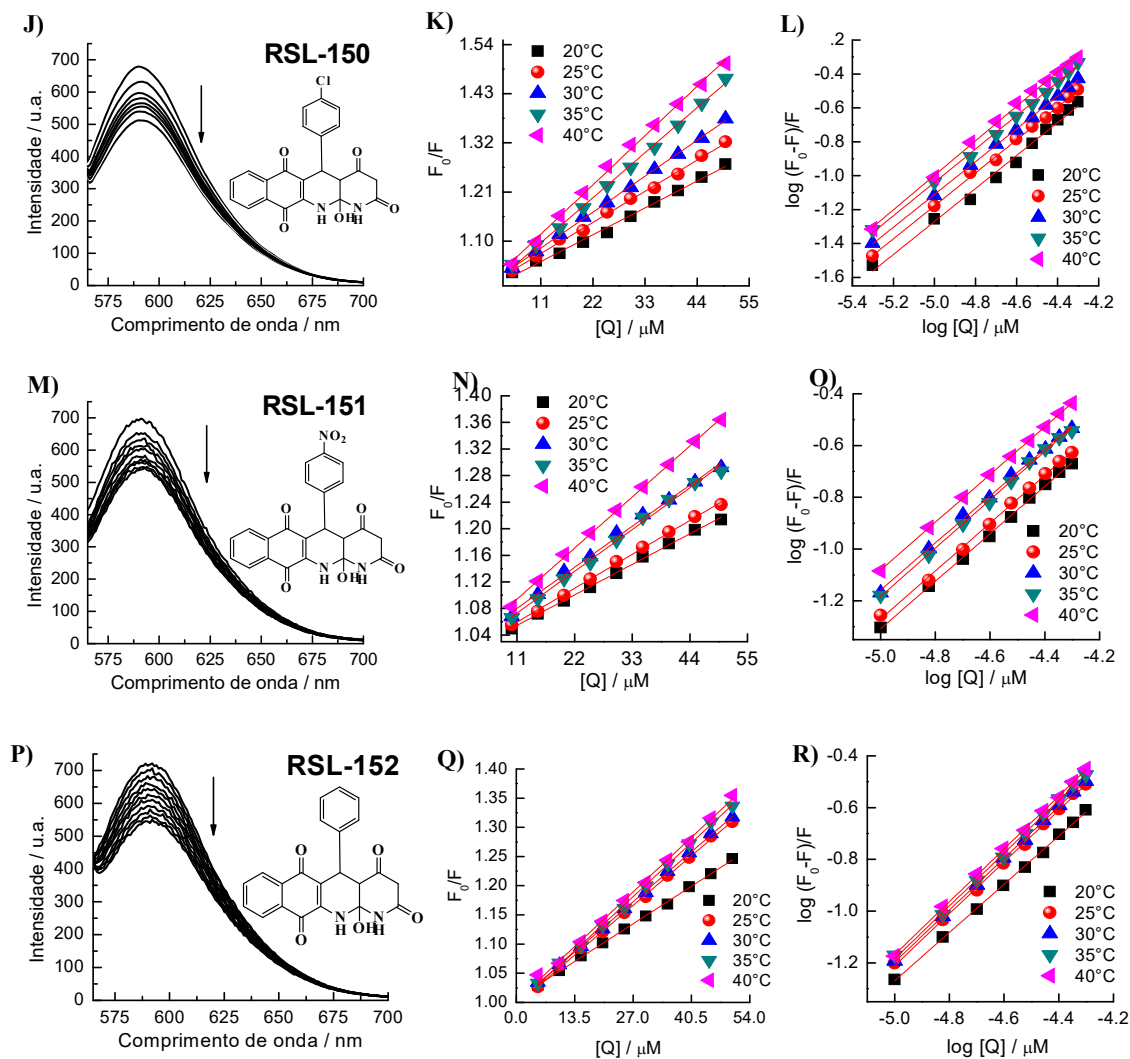 J)
RSL-150
Cl
O
O
O
O
N
H
OH
N
H
Intensidade / u.a.
700
600
500
400
300
200
100
0
575 600 625 650 675 700
Comprimento de onda / nm
K)
20°C
25°C
30°C
35°C
40°C
F0/F
1.54
1.43
1.32
1.21
1.10
11 22 33 44 55
[Q] / μM
L)
log (F0-F)/F
.2
-0.4
-0.6
-0.8
-1.0
-1.2
-1.4
-1.6
20°C
25°C
30°C
35°C
40°C
-5.4 -5.2 -5.0 -4.8 -4.6 -4.4 -4.2
log [Q] / μM
M)
RSL-151
NO2
O
O
O
O
N
H
OH
N
H
Intensidade / u.a.
700
600
500
400
300
200
100
0
575 600 625 650 675 700
Comprimento de onda / nm
N)
20°C
25°C
30°C
35°C
40°C
F0/F
1.40
1.36
1.32
1.28
1.24
1.20
1.16
1.12
1.08
1.04
11 22 33 44 55
[Q] / μM
O)
log (F0-F)/F
-0.4
-0.6
-0.8
-1.0
-1.2
20°C
25°C
30°C
35°C
40°C
-5.0 -4.8 -4.6 -4.4 -4.2
log [Q] / μM
P)
RSL-152
O
O
O
O
N
H
OH
N
H
Intensidade / u.a.
700
600
500
400
300
200
100
0
575 600 625 650 675 700
Comprimento de onda / nm
Q)
F0/F
1.40
1.35
1.30
1.25
1.20
1.15
1.10
1.05
1.00
20°C
25°C
30°C
35°C
40°C
0.0 13.5 27.0 40.5 54.0
[Q] / μM
R)
log (F0-F)/F
-0.4
-0.6
-0.8
-1.0
-1.2
20°C
25°C
30°C
35°C
40°C
-5.0 -4.8 -4.6 -4.4 -4.2
log [Q] / μM